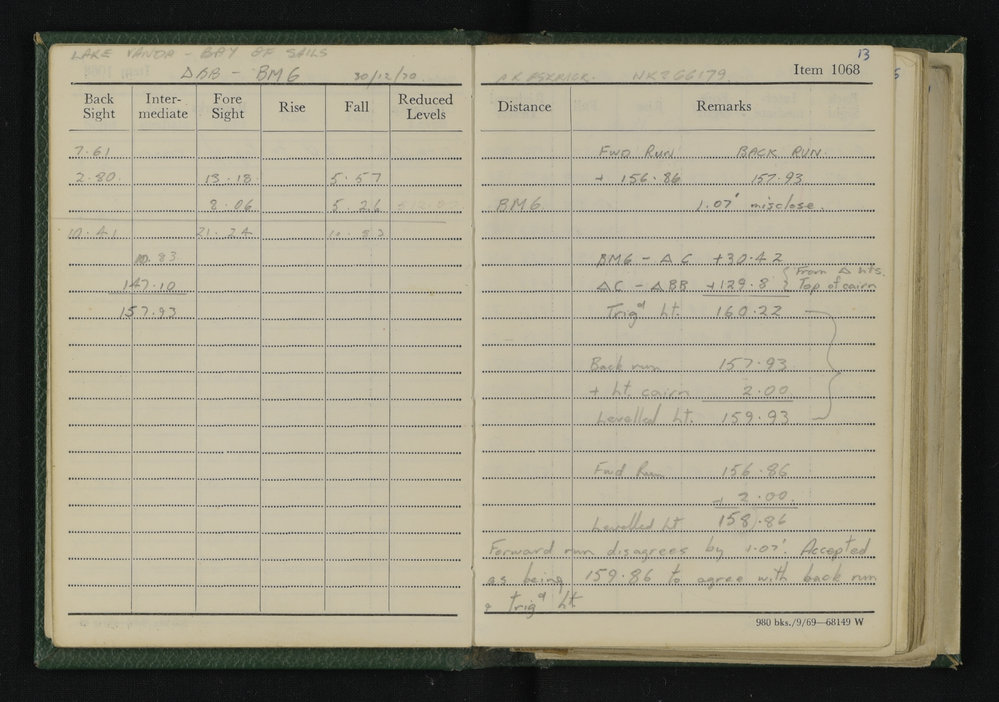 LAKE VANDA - BAY OF SAILS
Δ BB - BM 6 30/12/70
Back Sight Inter-mediate Fore Sight Rise Fall Reduced Levels
7.61
2.80 13.18 5.57
8.06 5.26
10.41 21.24 10.83
10.83
147.10
157.93
13
NK266179
Item 1068
Distance Remarks
FWD RUN BACK RUN.
+ 156.86 157.93
BM6 1.07' misclose.
BM6 - Δ C +30.42
ΔC - ΔBB +129.8 } From Δ hts. Top of cairn
Trigd ht. 160.22
Back run 157.93
+ ht. cairn 2.00
Levelled ht. 159.93
Fwd Run 156.86
+ 2.00
Levelled ht 158.86
Forward run disagrees by 1.07'. Accepted
as being 159.86 to agree with back run
& Trigd ht
980 bks./9/69—68149 W